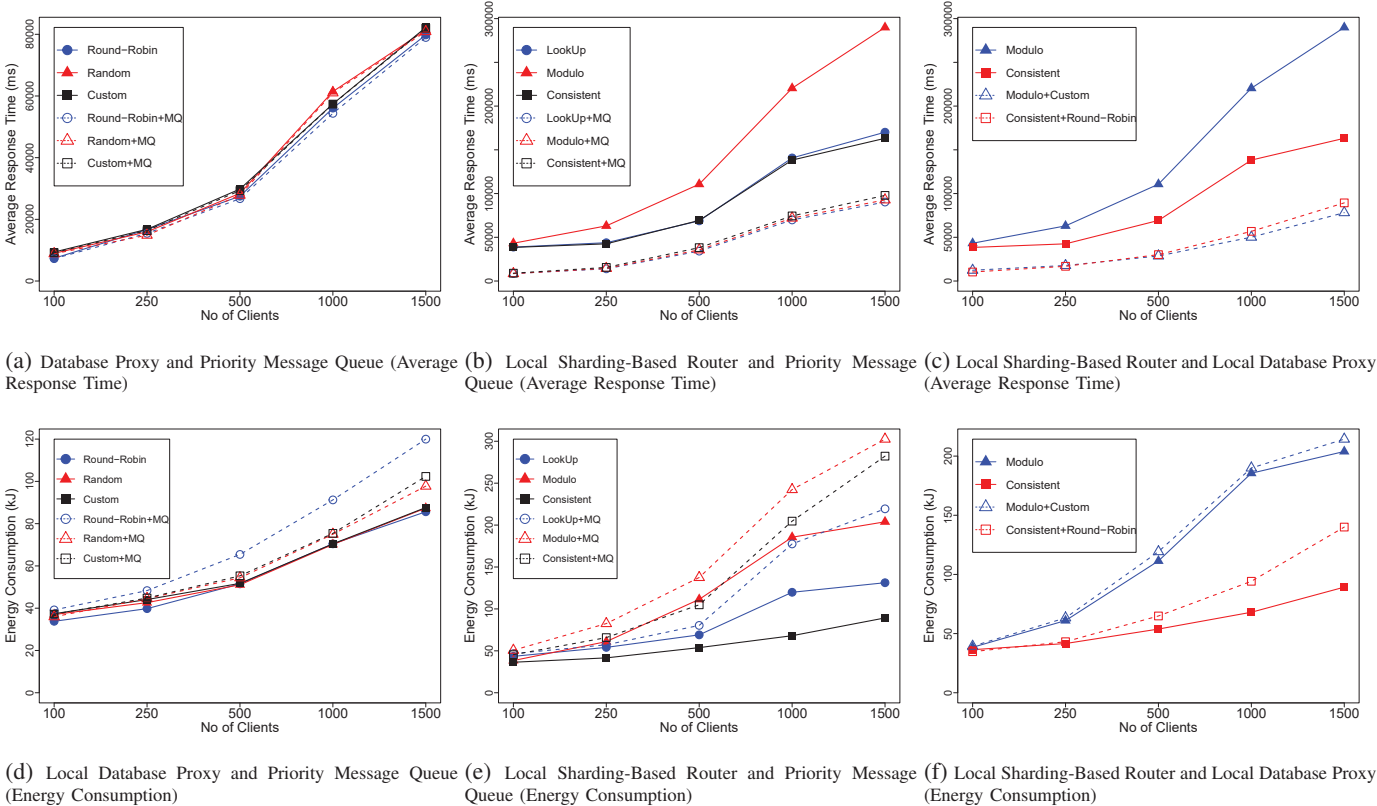 Average Response Time (ms)
0 20000 40000 60000 80000
Round−Robin
Random
Custom
Round−Robin+MQ
Random+MQ
Custom+MQ
100 250 500 1000 1500
No of Clients
Average Response Time (ms)
0 50000 100000 200000 300000
LookUp
Modulo
Consistent
LookUp+MQ
Modulo+MQ
Consistent+MQ
100 250 500 1000 1500
No of Clients
Average Response Time (ms)
0 50000 100000 200000 300000
Modulo
Consistent
Modulo+Custom
Consistent+Round−Robin
100 250 500 1000 1500
No of Clients
(a) Database Proxy and Priority Message Queue (Average
Response Time)
(b) Local Sharding-Based Router and Priority Message
Queue (Average Response Time)
(c) Local Sharding-Based Router and Local Database Proxy
(Average Response Time)
Energy Consumption (kJ)
0 20 40 60 80 100 120
Round−Robin
Random
Custom
Round−Robin+MQ
Random+MQ
Custom+MQ
100 250 500 1000 1500
No of Clients
Energy Consumption (kJ)
0 50 100 150 200 250 300
LookUp
Modulo
Consistent
LookUp+MQ
Modulo+MQ
Consistent+MQ
100 250 500 1000 1500
No of Clients
Energy Consumption (kJ)
0 50 100 150 200
Modulo
Consistent
Modulo+Custom
Consistent+Round−Robin
100 250 500 1000 1500
No of Clients
(d) Local Database Proxy and Priority Message Queue
(Energy Consumption)
(e) Local Sharding-Based Router and Priority Message
Queue (Energy Consumption)
(f) Local Sharding-Based Router and Local Database Proxy
(Energy Consumption)